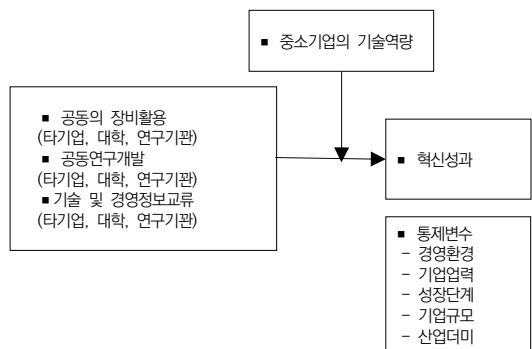 ■ 중소기업의 기술역량
■ 공동의 장비활용
(타기업, 대학, 연구기관)
■ 공동연구개발
(타기업, 대학, 연구기관)
■기술 및 경영정보교류
(타기업, 대학, 연구기관)
■ 혁신성과
■ 통제변수
- 경영환경
- 기업업력
- 성장단계
- 기업규모
- 산업더미